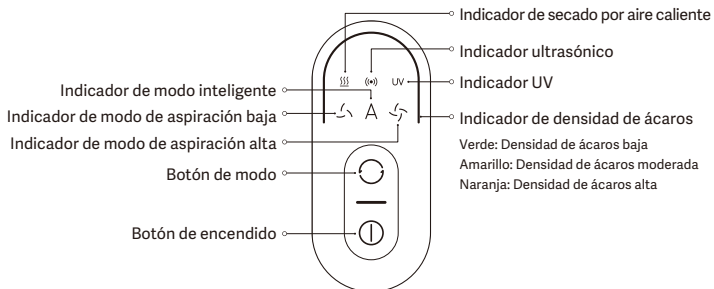 Indicador de secado por aire caliente
Indicador ultrasónico
UV
Indicador UV
Indicador de modo inteligente
A
Indicador de modo de aspiración baja
Indicador de modo de aspiración alta
Indicador de densidad de ácaros
Verde: Densidad de ácaros baja
Amarillo: Densidad de ácaros moderada
Naranja: Densidad de ácaros alta
Botón de modo
Botón de encendido